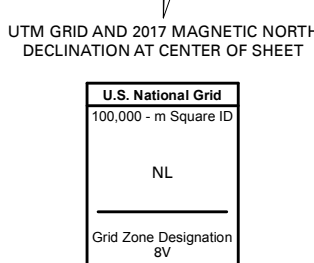 UTM GRID AND 2017 MAGNETIC NORTH
DECLINATION AT CENTER OF SHEET
U.S. National Grid
100,000 - m Square ID
NL
Grid Zone Designation
8V